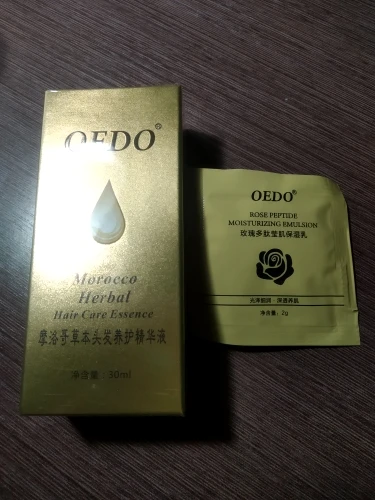 OEDO®
Morocco
Herbal
Hair Care Essence
摩洛哥草本头发养护精华液
净含量：50ml
OEDO®
ROSE PEPTIDE
MOISTURIZING EMULSION
玫瑰多肽莹肌保湿乳
净含量：2g